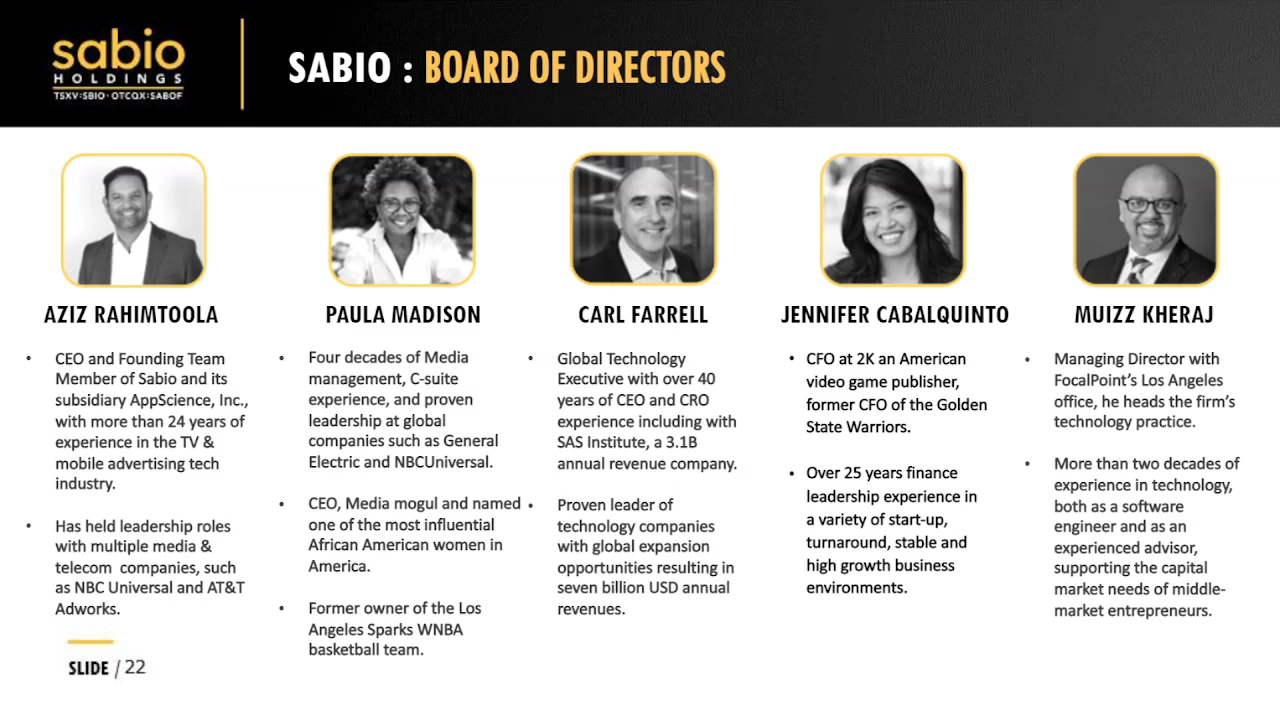 sabio
HOLDINGS
TSXV:SBIO · OTCQX:SABOF
SABIO : BOARD OF DIRECTORS
AZIZ RAHIMTOOLA
• CEO and Founding Team
Member of Sabio and its
subsidiary AppScience, Inc.,
with more than 24 years of
experience in the TV &
mobile advertising tech
industry.
• Has held leadership roles
with multiple media &
telecom companies, such
as NBC Universal and AT&T
Adworks.
PAULA MADISON
• Four decades of Media
management, C-suite
experience, and proven
leadership at global
companies such as General
Electric and NBCUniversal.
• CEO, Media mogul and named
one of the most influential
African American women in
America.
• Former owner of the Los
Angeles Sparks WNBA
basketball team.
CARL FARRELL
• Global Technology
Executive with over 40
years of CEO and CRO
experience including with
SAS Institute, a 3.1B
annual revenue company.
• Proven leader of
technology companies
with global expansion
opportunities resulting in
seven billion USD annual
revenues.
JENNIFER CABALQUINTO
• CFO at 2K an American
video game publisher,
former CFO of the Golden
State Warriors.
• Over 25 years finance
leadership experience in
a variety of start-up,
turnaround, stable and
high growth business
environments.
MUIZZ KHERAJ
• Managing Director with
FocalPoint’s Los Angeles
office, he heads the firm’s
technology practice.
• More than two decades of
experience in technology,
both as a software
engineer and as an
experienced advisor,
supporting the capital
market needs of middle-
market entrepreneurs.
SLIDE / 22